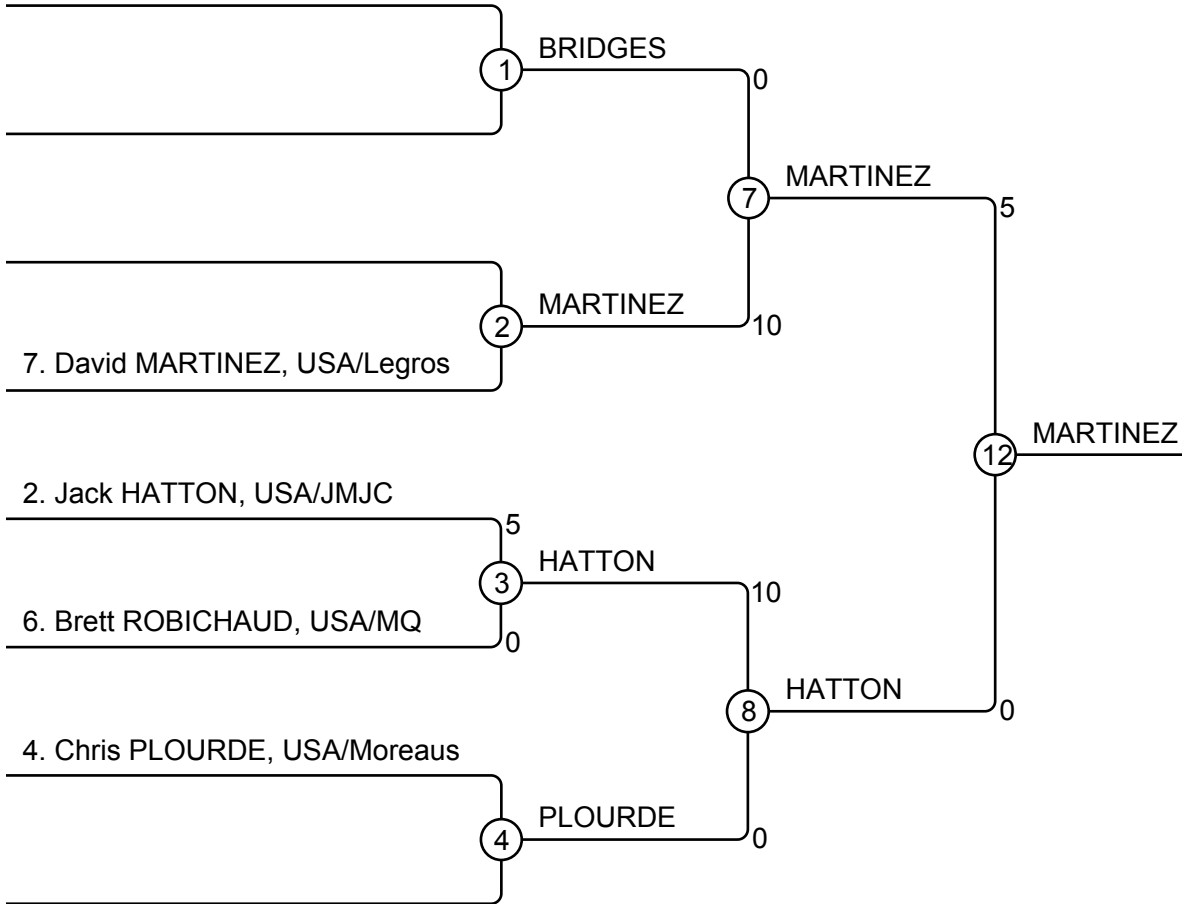 BRIDGES
1
0
MARTINEZ
7
5
MARTINEZ
2
10
7. David MARTINEZ, USA/Legros
MARTINEZ
12
2. Jack HATTON, USA/JMJC
5
HATTON
3
10
6. Brett ROBICHAUD, USA/MQ
0
HATTON
8
0
4. Chris PLOURDE, USA/Moreaus
PLOURDE
4
0